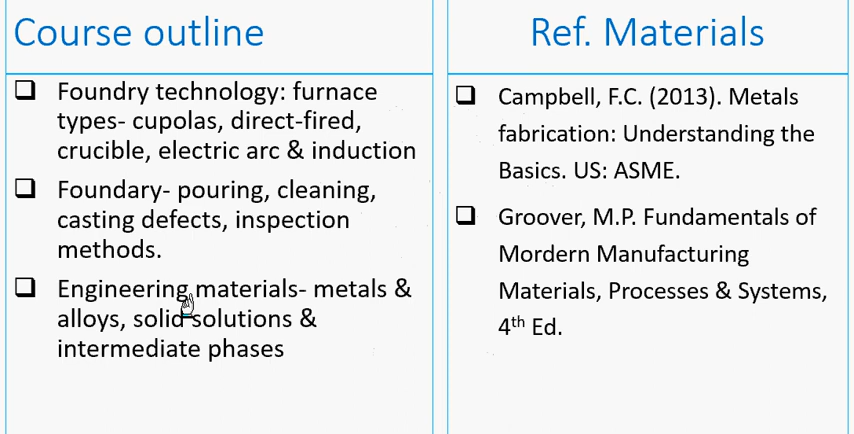 Course outline
❑ Foundry technology: furnace
types- cupolas, direct-fired,
crucible, electric arc & induction
❑ Foundary- pouring, cleaning,
casting defects, inspection
methods.
❑ Engineering materials- metals &
alloys, solid solutions &
intermediate phases
Ref. Materials
❑ Campbell, F.C. (2013). Metals
fabrication: Understanding the
Basics. US: ASME.
❑ Groover, M.P. Fundamentals of
Mordern Manufacturing
Materials, Processes & Systems,
4th Ed.